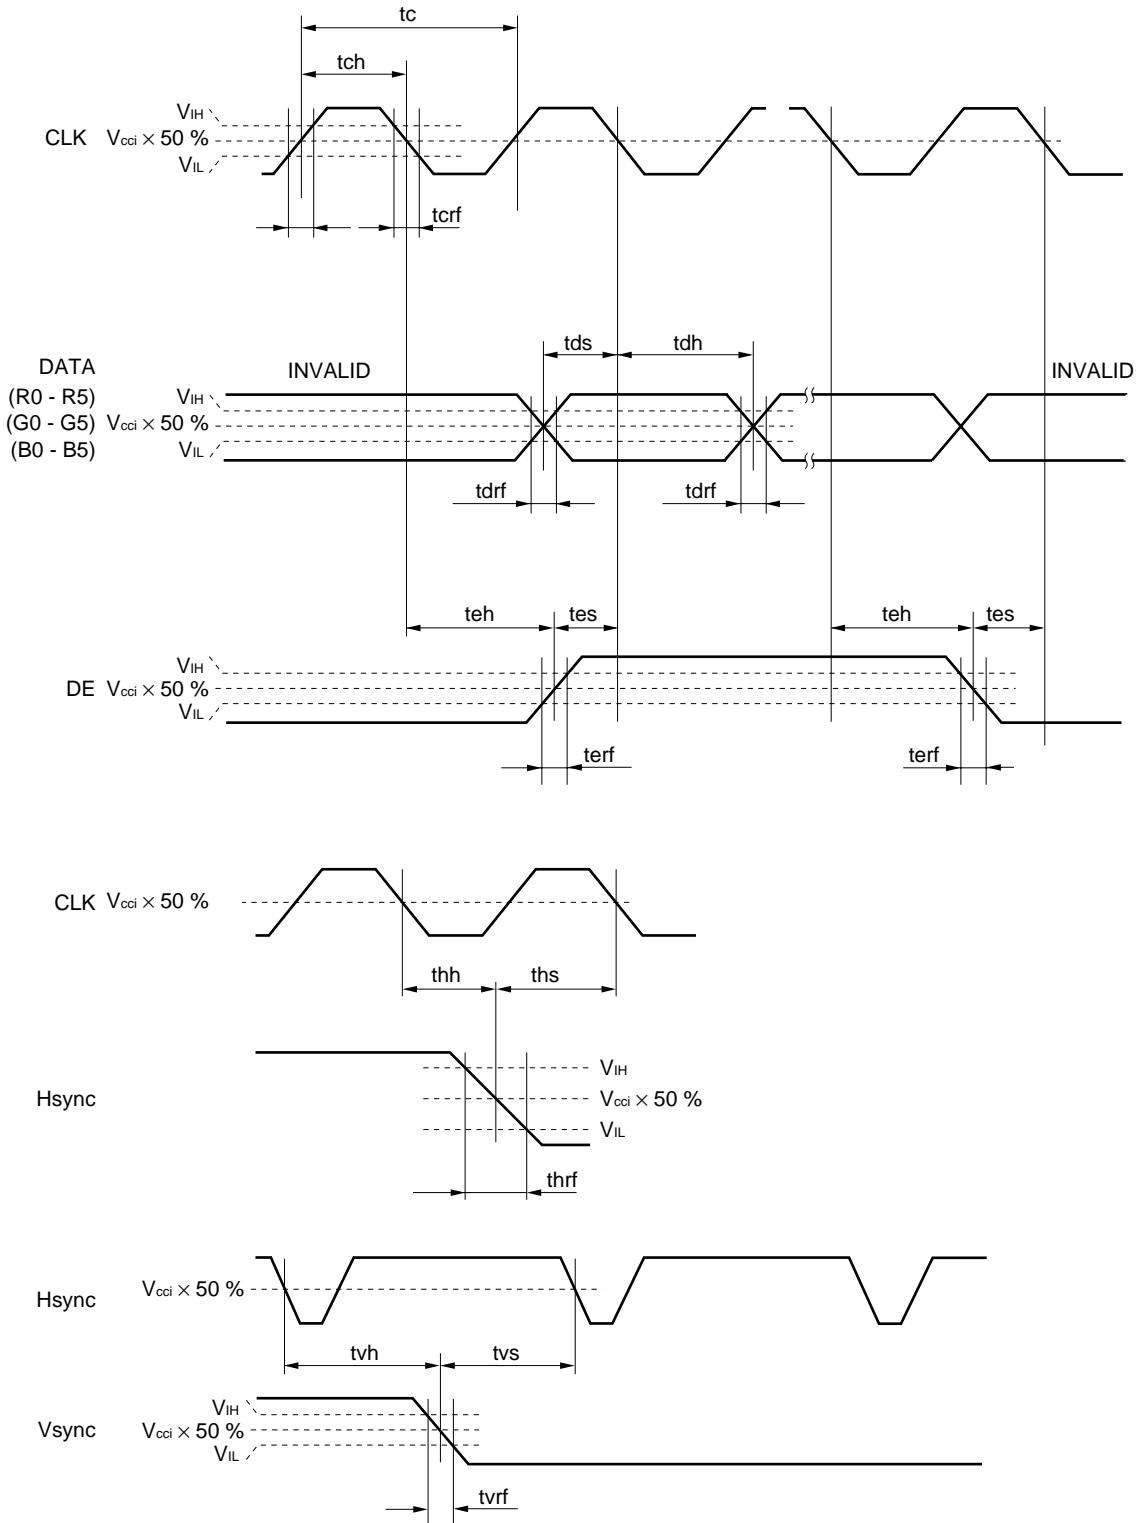 tc
tch
VIH
CLK Vcci × 50 %
VIL
tcrf
tds tdh
DATA
INVALID INVALID
(R0 - R5) VIH
(G0 - G5) Vcci × 50 %
(B0 - B5) VIL
tdrf tdrf
teh tes teh tes
VIH
DE Vcci × 50 %
VIL
terf terf
CLK Vcci × 50 %
thh ths
VIH
Hsync Vcci × 50 %
VIL
thrf
Vcci × 50 %
Hsync
tvh tvs
VIH
Vsync Vcci × 50 %
VIL
tvrf